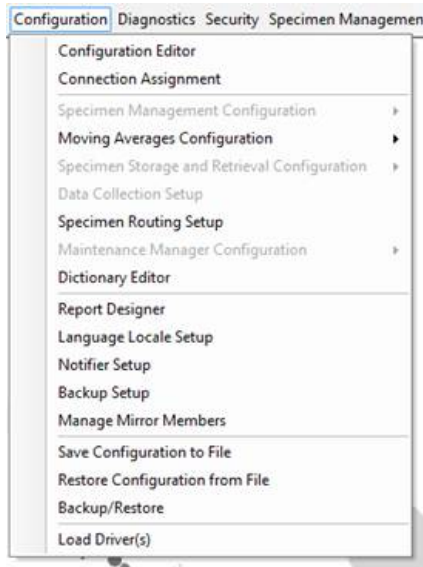 Configuration Diagnostics Security Specimen Managemen
Configuration Editor
Connection Assignment
Specimen Management Configuration
Moving Averages Configuration
Specimen Storage and Retrieval Configuration
Data Collection Setup
Specimen Routing Setup
Maintenance Manager Configuration
Dictionary Editor
Report Designer
Language Locale Setup
Notifier Setup
Backup Setup
Manage Mirror Members
Save Configuration to File
Restore Configuration from File
Backup/Restore
Load Driver(s)